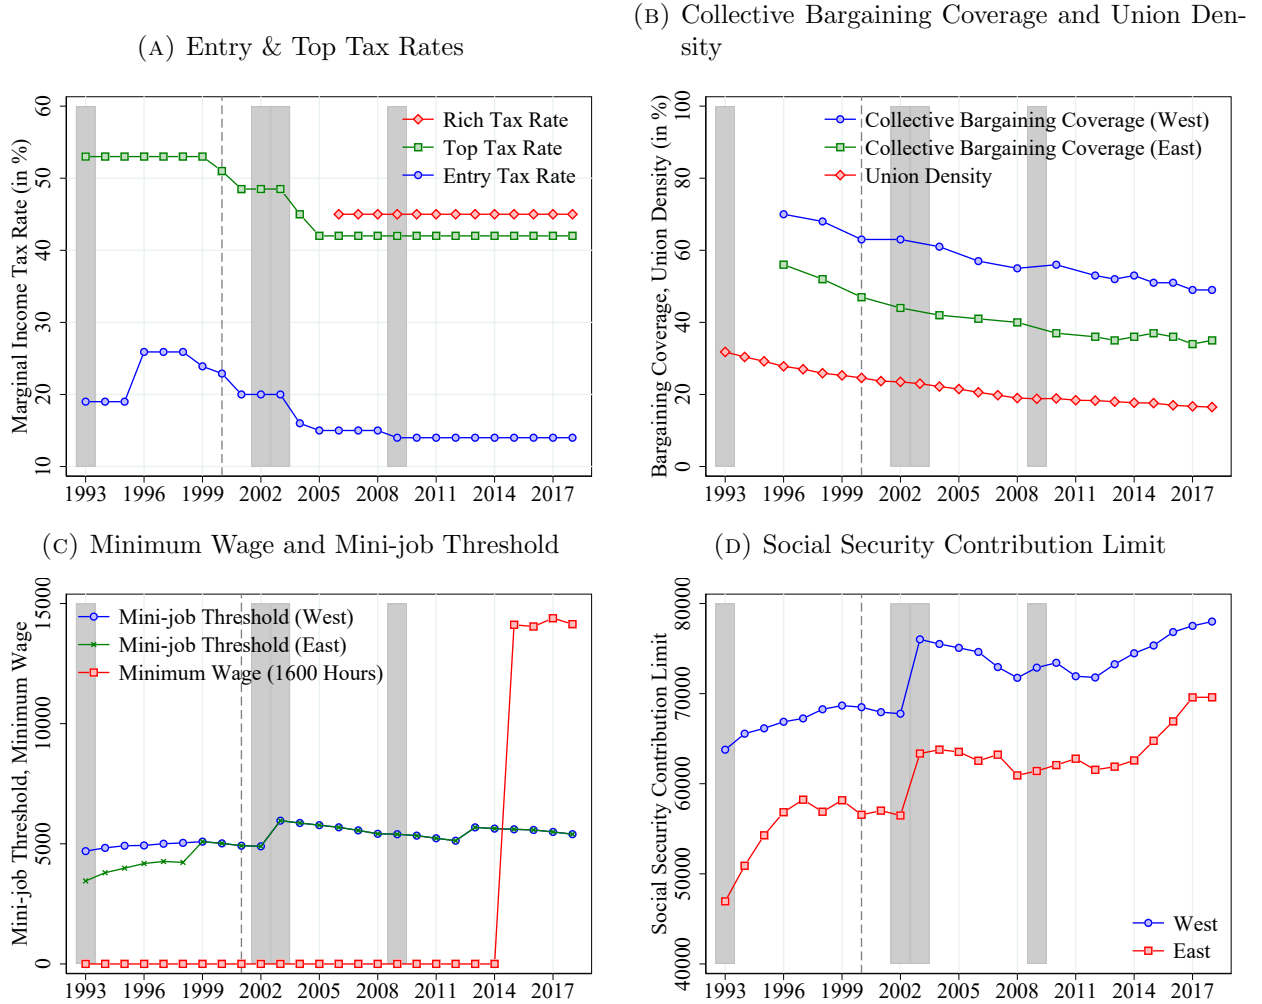 (A) Entry & Top Tax Rates
Marginal Income Tax Rate (in %)
60
50
40
30
20
10
Rich Tax Rate
Top Tax Rate
Entry Tax Rate
1993 1996 1999 2002 2005 2008 2011 2014 2017
(B) Collective Bargaining Coverage and Union Den-
sity
Bargaining Coverage, Union Density (in %)
100
80
60
40
20
0
Collective Bargaining Coverage (West)
Collective Bargaining Coverage (East)
Union Density
1993 1996 1999 2002 2005 2008 2011 2014 2017
(C) Minimum Wage and Mini-job Threshold
Mini-job Threshold, Minimum Wage
15000
10000
5000
0
Mini-job Threshold (West)
Mini-job Threshold (East)
Minimum Wage (1600 Hours)
1993 1996 1999 2002 2005 2008 2011 2014 2017
(D) Social Security Contribution Limit
Social Security Contribution Limit
80000
70000
60000
50000
40000
West
East
1993 1996 1999 2002 2005 2008 2011 2014 2017